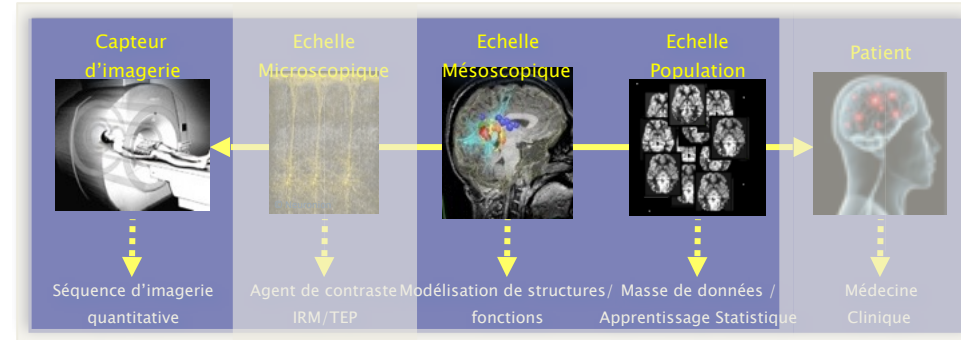 Capteur
d'imagerie
Echelle
Microscopique
Echelle
Mésoscopique
Echelle
Population
Patient
Séquence d'imagerie
quantitative
Agent de contraste
IRM/TEP
Modélisation de structures/
fonctions
Masse de données /
Apprentissage Statistique
Médecine
Clinique